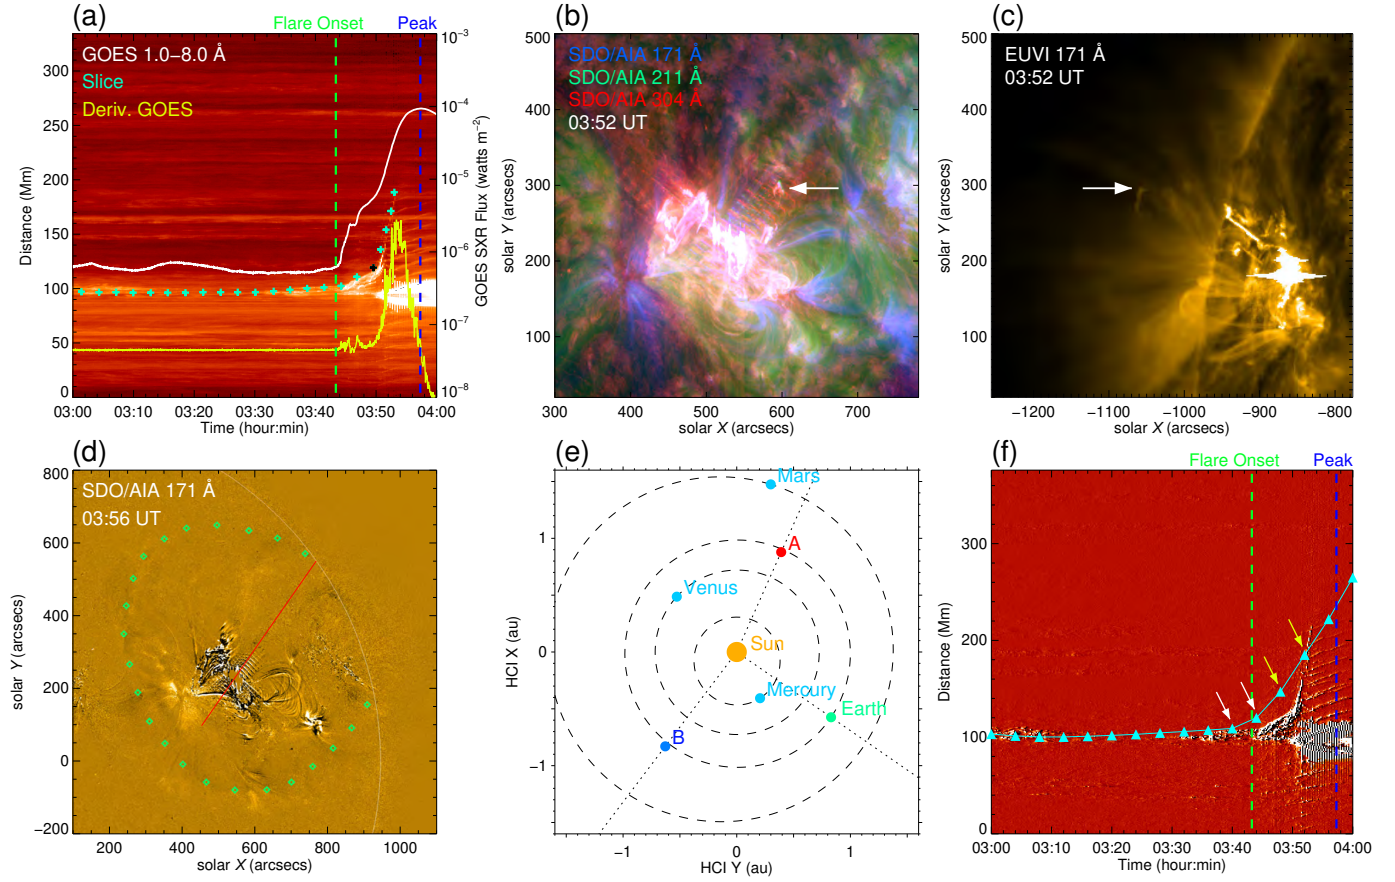 (a)
Flare Onset
Peak
GOES 1.0−8.0 Å
Slice
Deriv. GOES
300
250
200
150
100
50
0
Distance (Mm)
10−3
10−4
10−5
10−6
10−7
10−8
GOES SXR Flux (watts m−2)
03:00 03:10 03:20 03:30 03:40 03:50 04:00
Time (hour:min)
(b)
SDO/AIA 171 Å
SDO/AIA 211 Å
SDO/AIA 304 Å
03:52 UT
500
400
300
200
100
solar Y (arcsecs)
300 400 500 600 700
solar X (arcsecs)
(c)
EUVI 171 Å
03:52 UT
500
400
300
200
100
solar Y (arcsecs)
−1200 −1100 −1000 −900 −800
solar X (arcsecs)
(d)
SDO/AIA 171 Å
03:56 UT
800
600
400
200
0
−200
solar Y (arcsecs)
200 400 600 800 1000
solar X (arcsecs)
(e)
Mars
A
Venus
Sun
Mercury
Earth
B
1
0
−1
HCI X (au)
−1 0 1
HCI Y (au)
(f)
Flare Onset
Peak
300
200
100
0
Distance (Mm)
03:00 03:10 03:20 03:30 03:40 03:50 04:00
Time (hour:min)